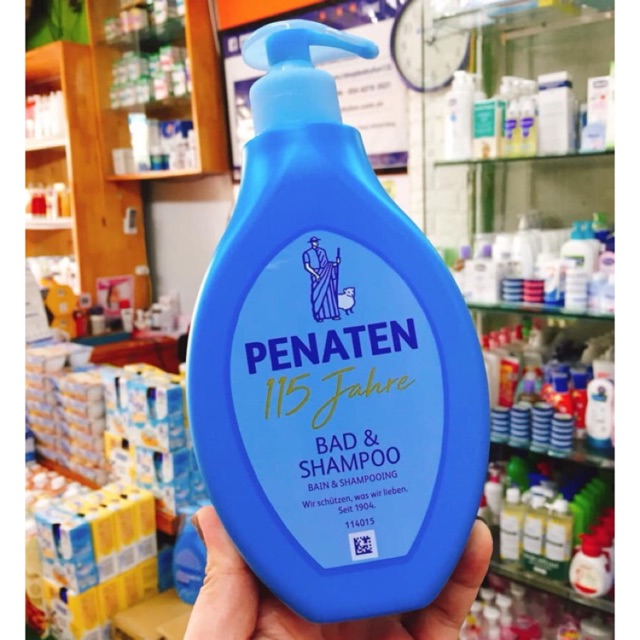 PENATEN
115 Jahre
BAD &
SHAMPOO
BAIN & SHAMPOOING
Wir schützen, was wir lieben.
Seit 1904.
114015